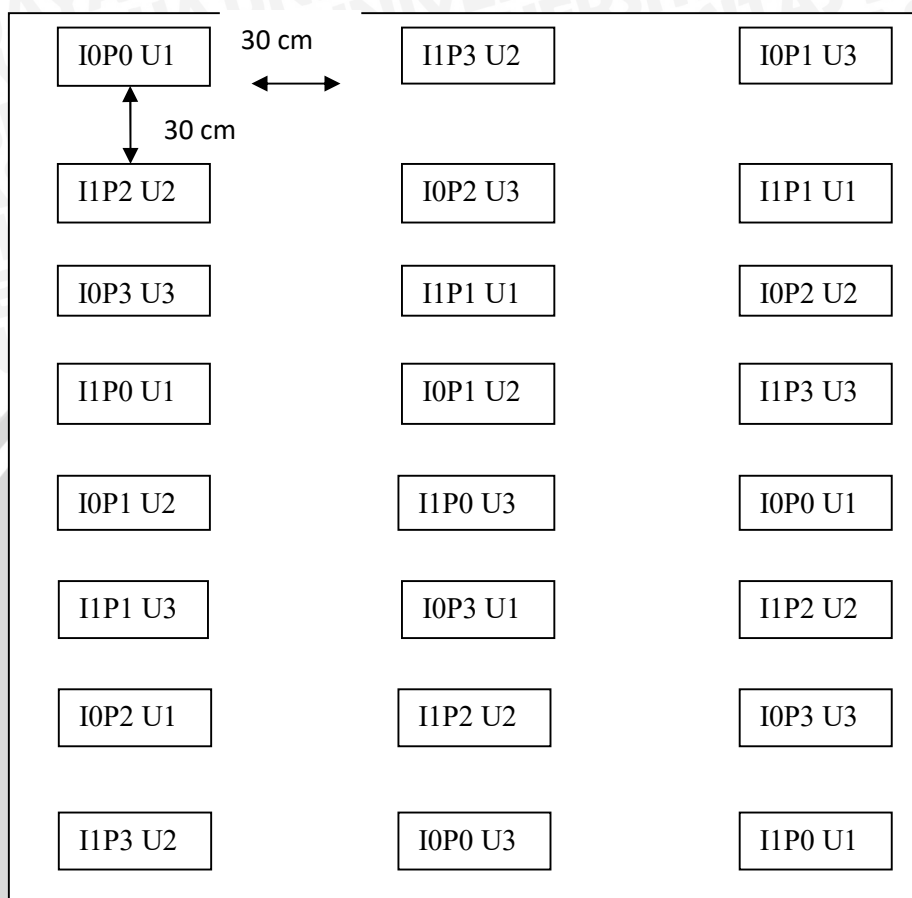 I0P0 U1 30 cm I1P3 U2 I0P1 U3
30 cm
I1P2 U2 I0P2 U3 I1P1 U1
I0P3 U3 I1P1 U1 I0P2 U2
I1P0 U1 I0P1 U2 I1P3 U3
I0P1 U2 I1P0 U3 I0P0 U1
I1P1 U3 I0P3 U1 I1P2 U2
I0P2 U1 I1P2 U2 I0P3 U3
I1P3 U2 I0P0 U3 I1P0 U1